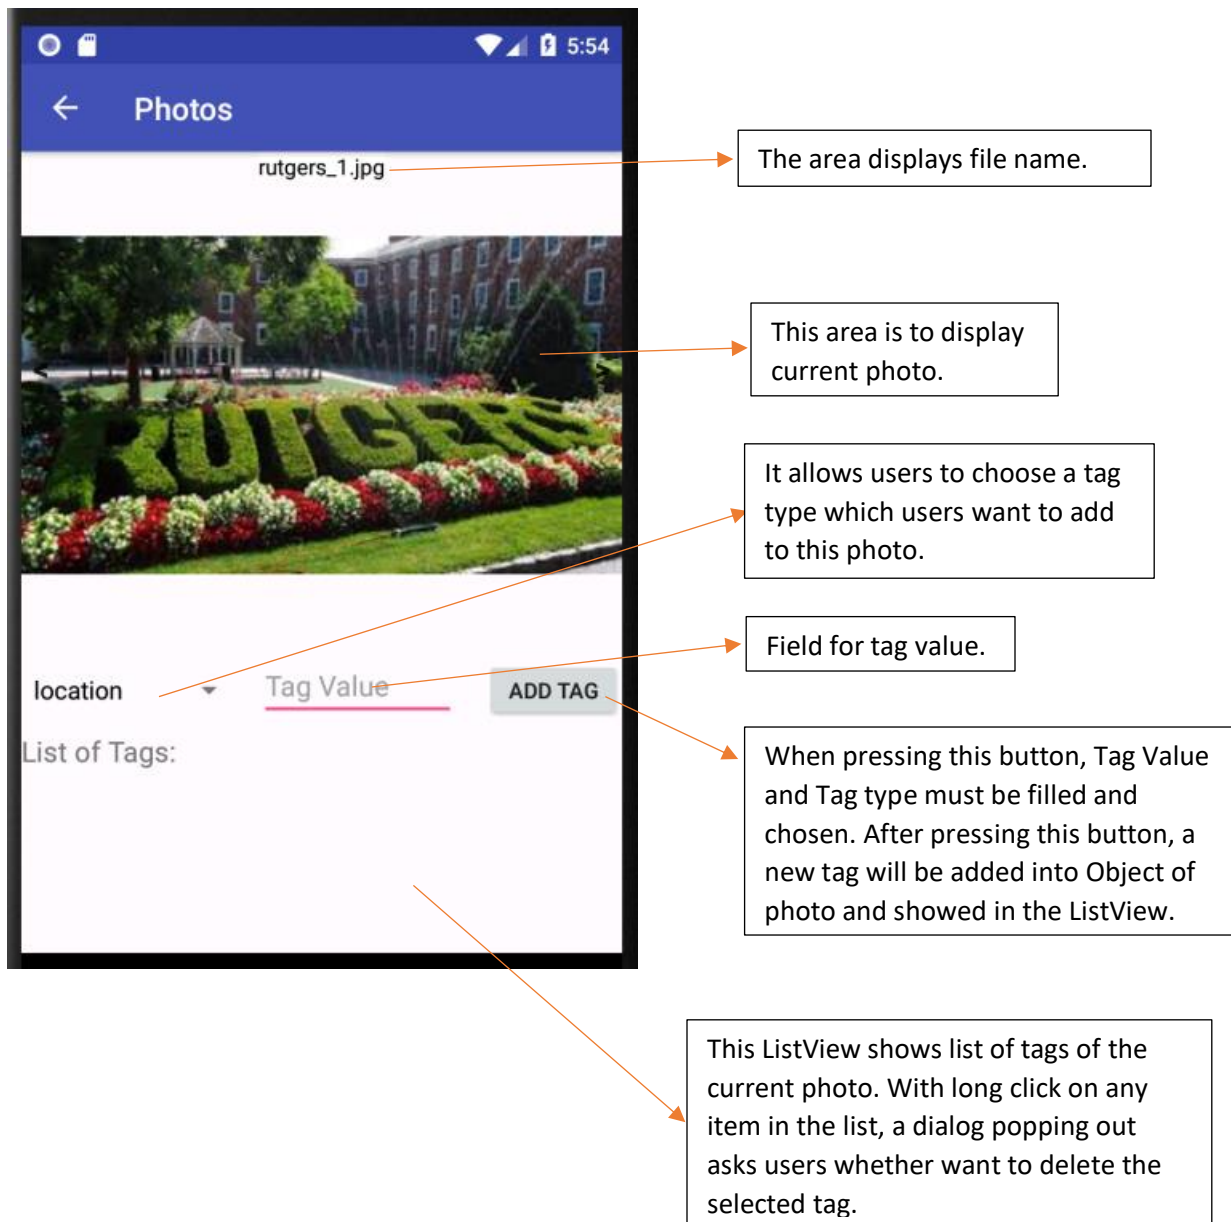 5:54
Photos
rutgers_1.jpg
The area displays file name.
This area is to display
current photo.
RUTGERS
It allows users to choose a tag
type which users want to add
to this photo.
Field for tag value.
location
Tag Value
ADD TAG
List of Tags:
When pressing this button, Tag Value
and Tag type must be filled and
chosen. After pressing this button, a
new tag will be added into Object of
photo and showed in the ListView.
This ListView shows list of tags of the
current photo. With long click on any
item in the list, a dialog popping out
asks users whether want to delete the
selected tag.